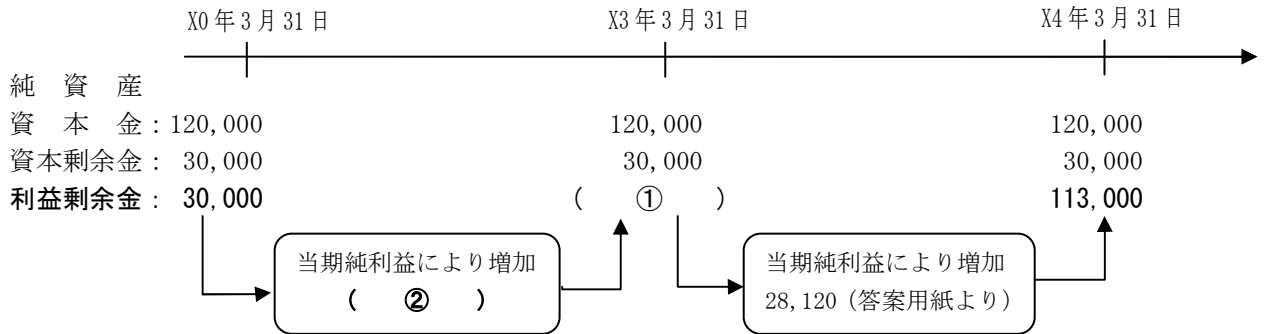 X0年3月31日 X3年3月31日 X4年3月31日
純資産
資本金：120,000 120,000 120,000
資本剰余金：30,000 30,000 30,000
利益剰余金：30,000 （ ① ） 113,000
当期純利益により増加 当期純利益により増加
（ ② ） 28,120（答案用紙より）